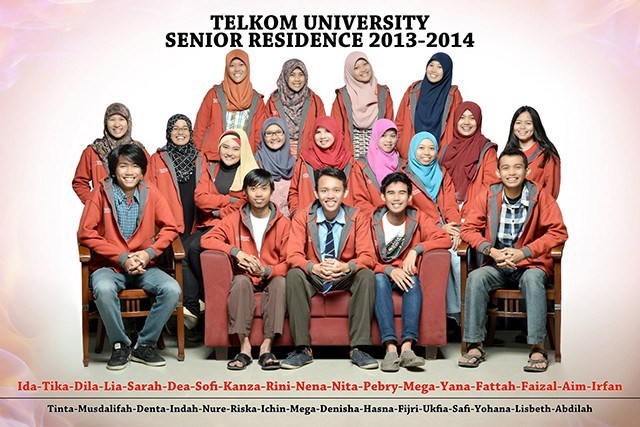 TELKOM UNIVERSITY
SENIOR RESIDENCE 2013-2014
Ida-Tika-Dila-Lia-Sarah-Dea-Sofi-Kanza-Rini-Nena-Nita-Pebry-Mega-Yana-Fattah-Faizal-Aim-Irfan
Tinta-Musdalifah-Denta-Indah-Nure-Riska-Ichin-Mega-Denisha-Hasna-Fijri-Ukfia-Safi-Yohana-Lisbeth-Abdilah